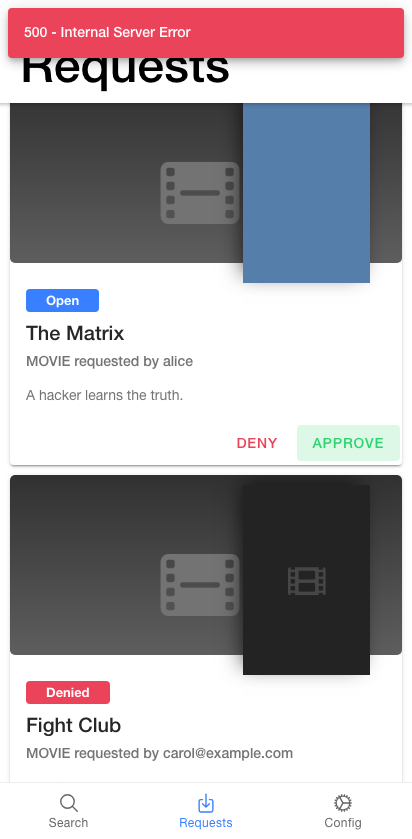 500 - Internal Server Error
Requests
Open
The Matrix
MOVIE requested by alice
A hacker learns the truth.
DENY
APPROVE
Denied
Fight Club
MOVIE requested by carol@example.com
Search
Requests
Config